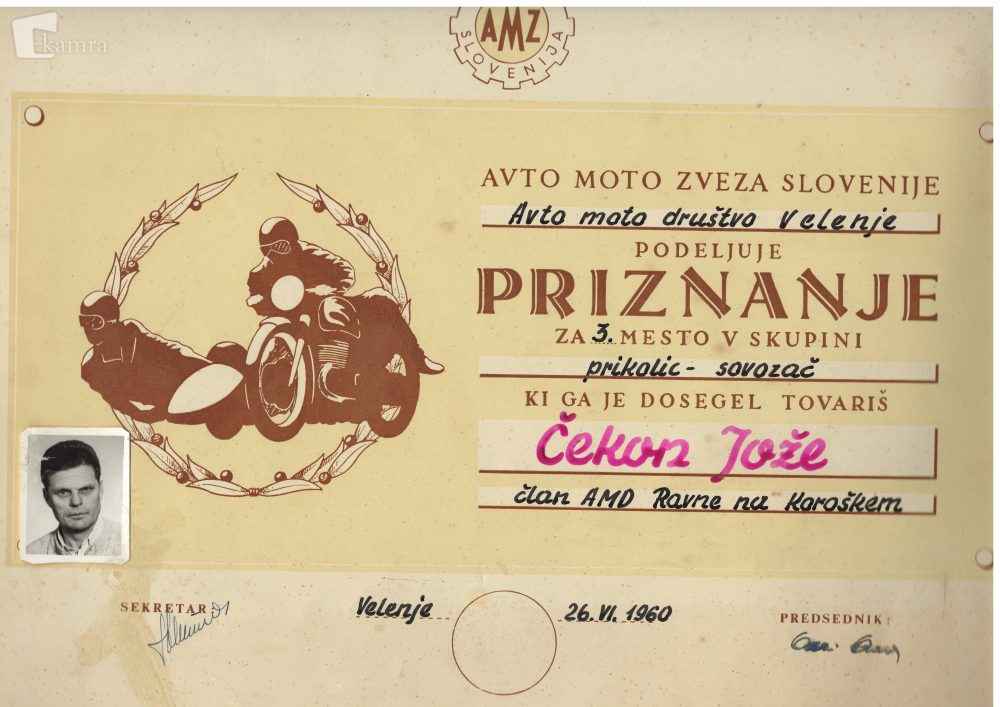 kamra
AMZ
SLOVENIJA
AVTO MOTO ZVEZA SLOVENIJE
Avto moto društvo Velenje
PODELJUJE
PRIZNANJE
ZA 3. MESTO V SKUPINI
prikolic - sovozač
KI GA JE DOSEGEL TOVARIŠ
Čekon Jože
član AMD Ravne na Koroškem
SEKRETAR:
Velenje
26. VI. 1960
PREDSEDNIK: